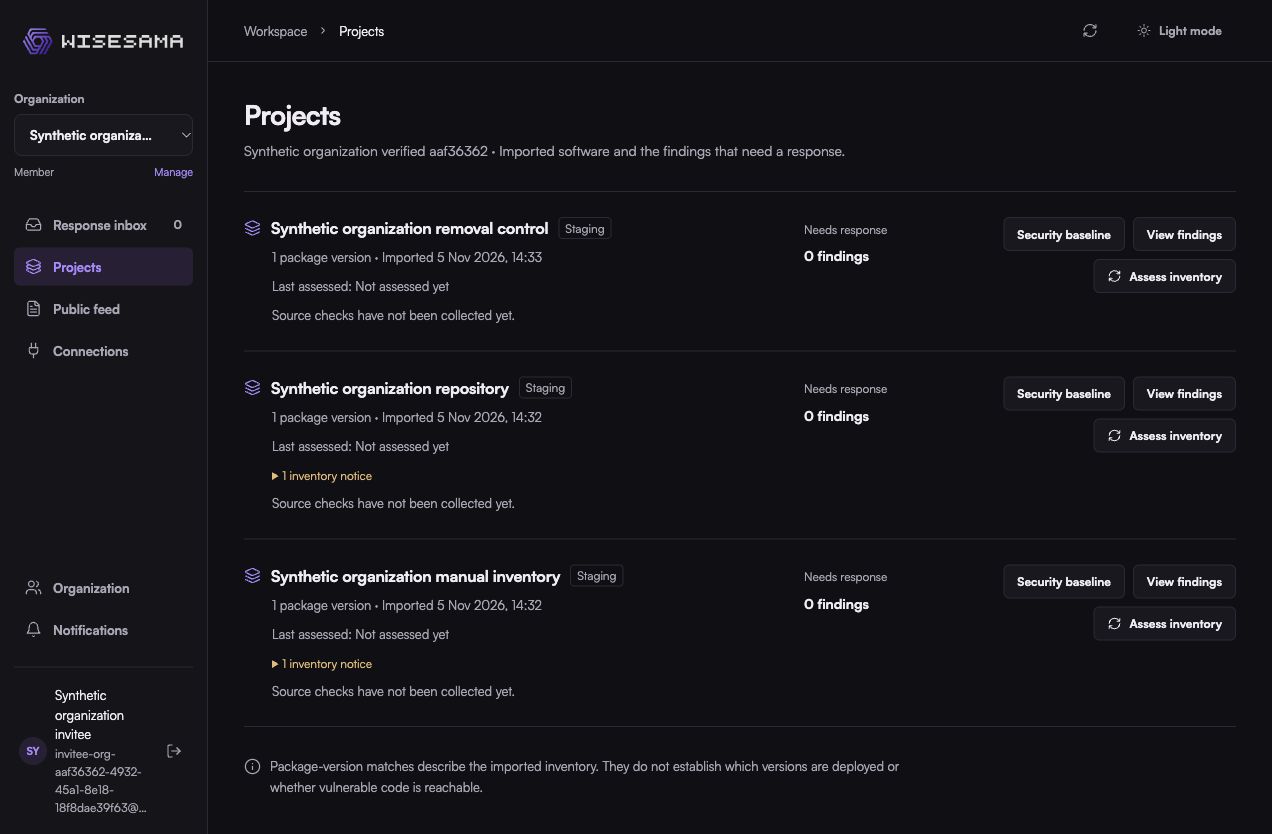 WISESAMA
Workspace > Projects
Light mode
Organization
Synthetic organiza...
Member
Manage
Response inbox 0
Projects
Public feed
Connections
Organization
Notifications
SY
Synthetic
organization
invitee
invitee-org-
aaf36362-4932-
45a1-8e18-
18f8dae39f63@...
Projects
Synthetic organization verified aaf36362 • Imported software and the findings that need a response.
Synthetic organization removal control Staging
1 package version • Imported 5 Nov 2026, 14:33
Last assessed: Not assessed yet
Source checks have not been collected yet.
Needs response
0 findings
Security baseline
View findings
Assess inventory
Synthetic organization repository Staging
1 package version • Imported 5 Nov 2026, 14:32
Last assessed: Not assessed yet
1 inventory notice
Source checks have not been collected yet.
Needs response
0 findings
Security baseline
View findings
Assess inventory
Synthetic organization manual inventory Staging
1 package version • Imported 5 Nov 2026, 14:32
Last assessed: Not assessed yet
1 inventory notice
Source checks have not been collected yet.
Needs response
0 findings
Security baseline
View findings
Assess inventory
Package-version matches describe the imported inventory. They do not establish which versions are deployed or
whether vulnerable code is reachable.